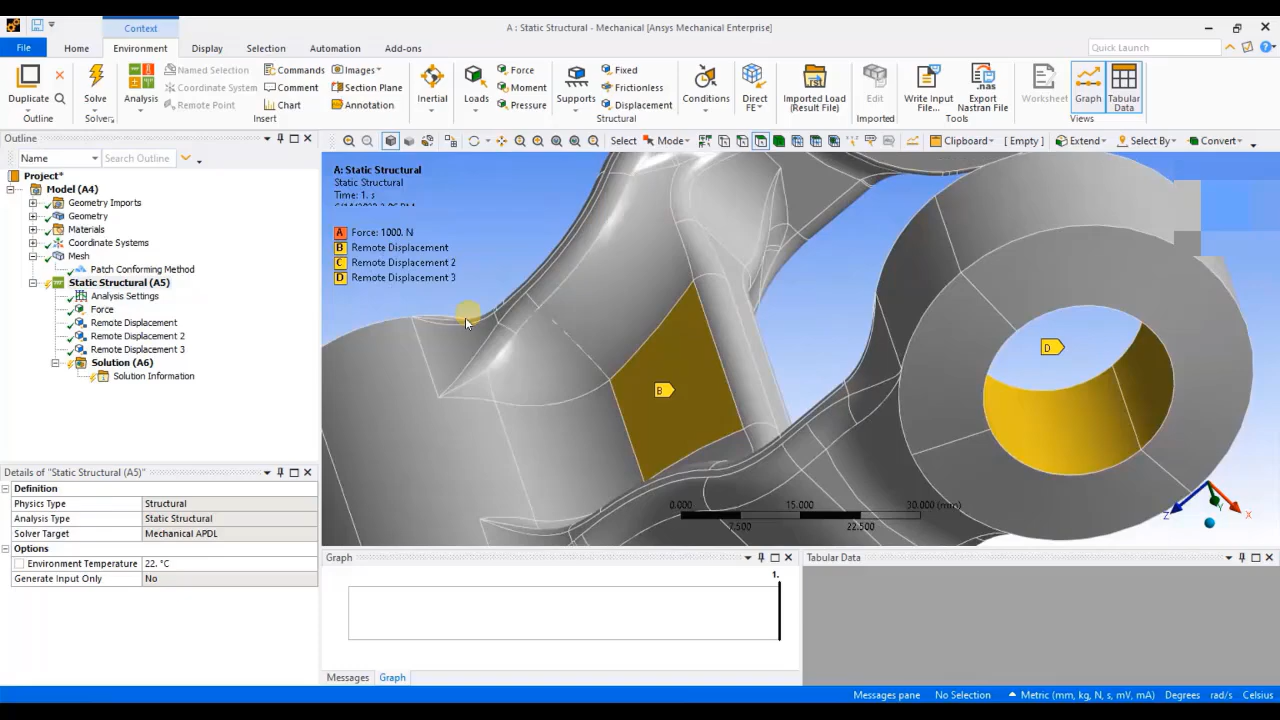 Context
A : Static Structural - Mechanical [Ansys Mechanical Enterprise]
File Home Environment Display Selection Automation Add-ons Quick Launch
Duplicate Outline
Solve Solver
Analysis Named Selection Coordinate System Remote Point Commands Comment Chart Images Section Plane Annotation Insert
Inertial Loads Force Moment Pressure Supports Fixed Frictionless Displacement Conditions Direct FE Structural
Imported Load (Result File) Edit Imported
Write Input File... Export Nastran File Tools
Worksheet Graph Tabular Data Views
Outline
Name Search Outline
Select Mode Clipboard [ Empty ] Extend Select By Convert
Project*
Model (A4)
Geometry Imports
Geometry
Materials
Coordinate Systems
Mesh
Patch Conforming Method
Static Structural (A5)
Analysis Settings
Force
Remote Displacement
Remote Displacement 2
Remote Displacement 3
Solution (A6)
Solution Information
A: Static Structural
Static Structural
Time: 1. s
A Force: 1000. N
B Remote Displacement
C Remote Displacement 2
D Remote Displacement 3
B
D
0.000 15.000 30.000 (mm)
7.500 22.500
Z Y X
Details of "Static Structural (A5)"
Definition
Physics Type Structural
Analysis Type Static Structural
Solver Target Mechanical APDL
Options
Environment Temperature 22. °C
Generate Input Only No
Graph
1.
Messages Graph
Tabular Data
Messages pane No Selection Metric (mm, kg, N, s, mV, mA) Degrees rad/s Celsius